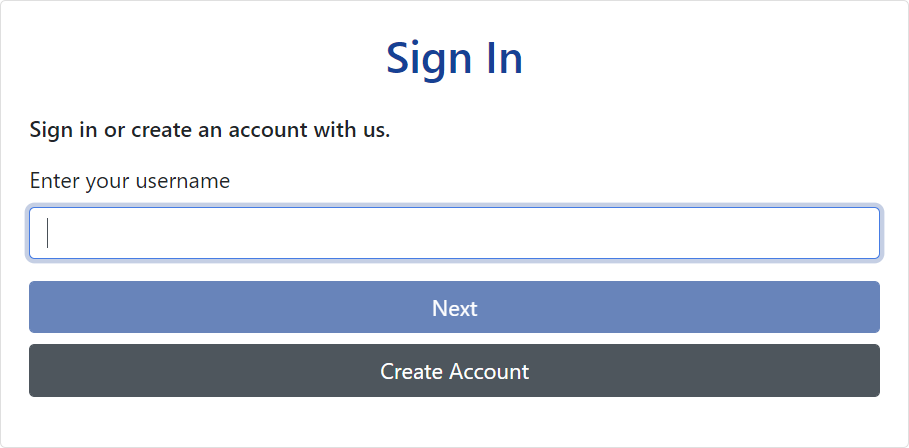 Sign In
Sign in or create an account with us.
Enter your username
Next
Create Account